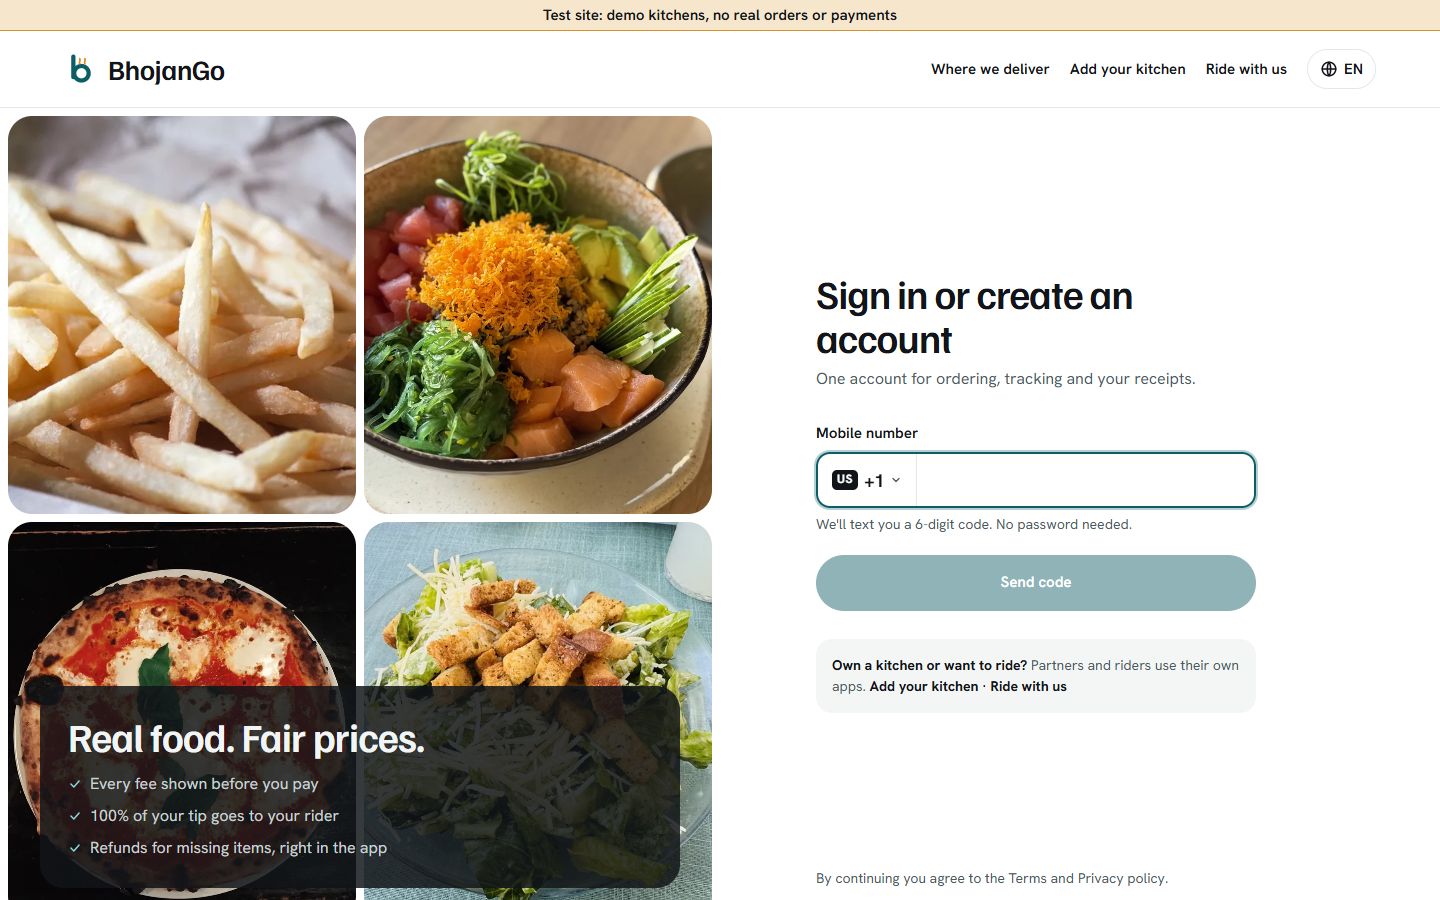 Test site: demo kitchens, no real orders or payments
BhojanGo
Where we deliver
Add your kitchen
Ride with us
EN
Real food. Fair prices.
Every fee shown before you pay
100% of your tip goes to your rider
Refunds for missing items, right in the app
Sign in or create an
account
One account for ordering, tracking and your receipts.
Mobile number
US +1
We'll text you a 6-digit code. No password needed.
Send code
Own a kitchen or want to ride? Partners and riders use their own
apps. Add your kitchen · Ride with us
By continuing you agree to the Terms and Privacy policy.